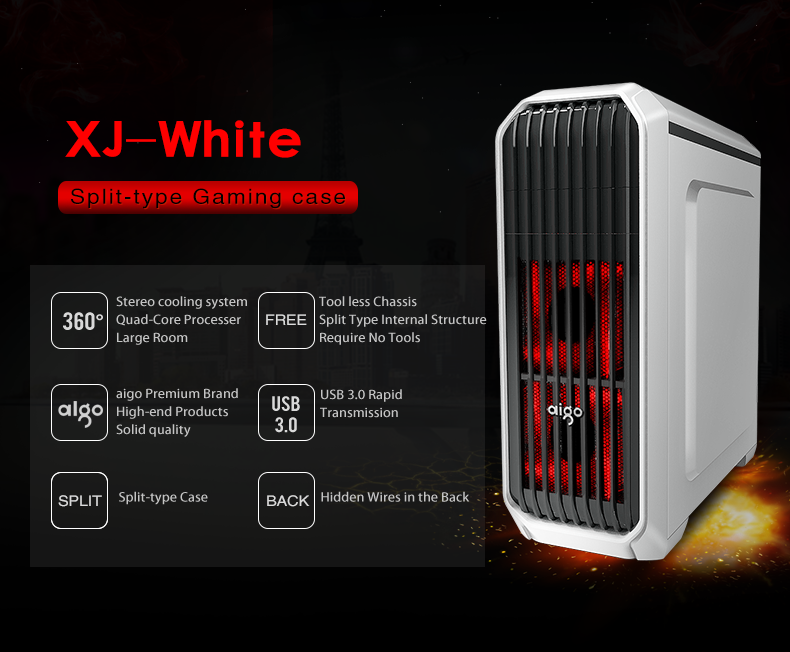 XJ-White
Split-type Gaming case
360°
Stereo cooling system
Quad-Core Processer
Large Room
FREE
Tool less Chassis
Split Type Internal Structure
Require No Tools
aigo
aigo Premium Brand
High-end Products
Solid quality
USB
3.0
USB 3.0 Rapid
Transmission
SPLIT
Split-type Case
BACK
Hidden Wires in the Back
aigo